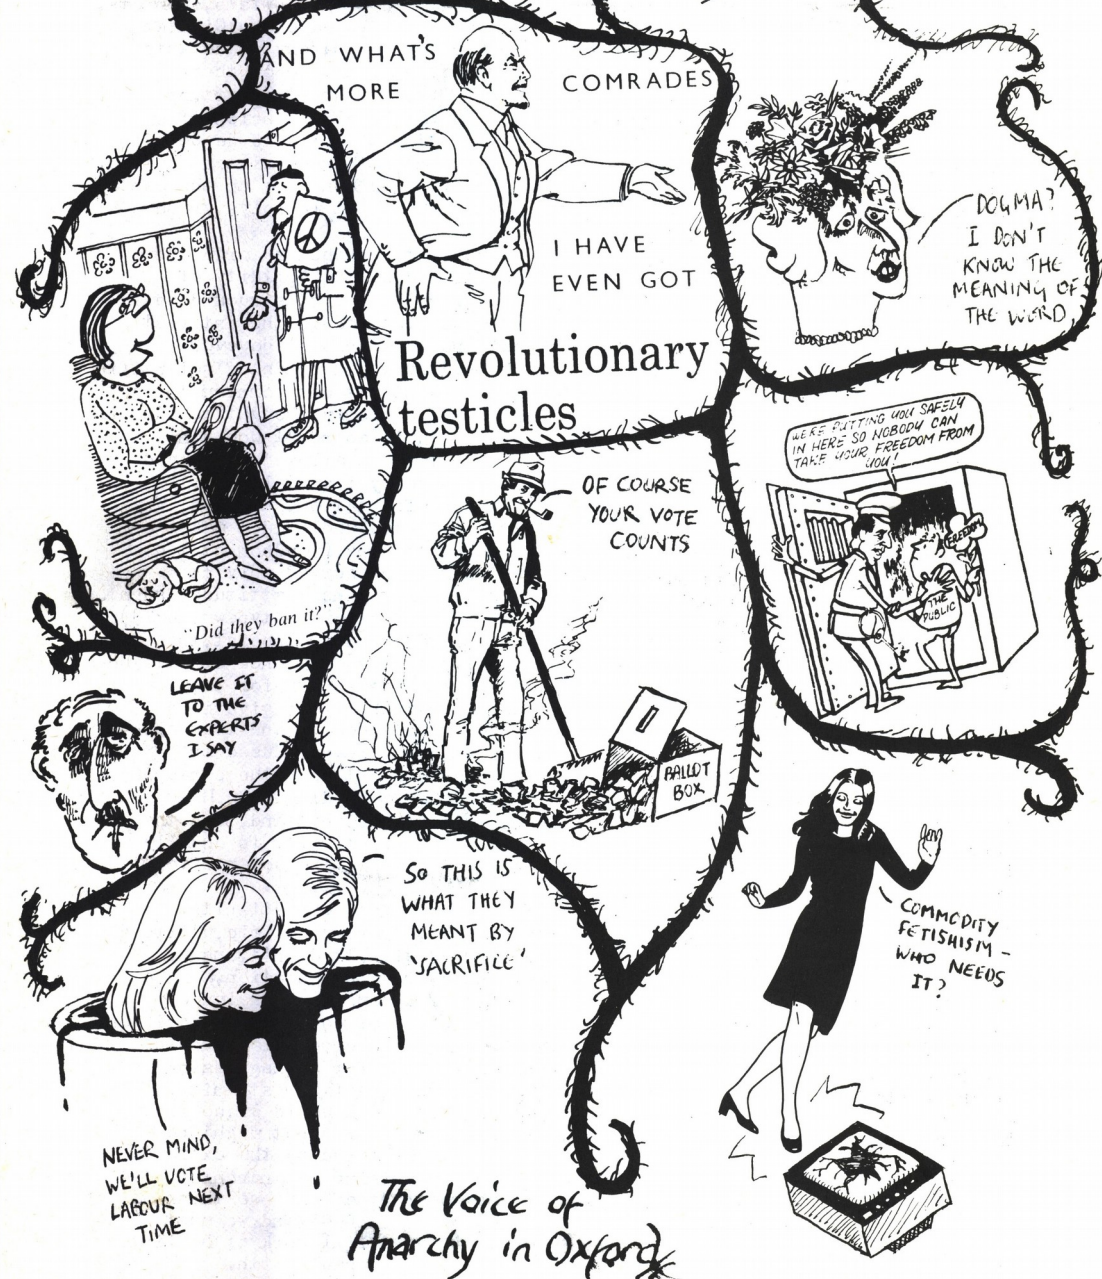 AND WHAT'S
MORE
COMRADES
I HAVE
EVEN GOT
Revolutionary
testicles
DOGMA?
I DON'T
KNOW THE
MEANING OF
THE WORD,
"Did they ban it?"
OF COURSE
YOUR VOTE
COUNTS
BALLOT
BOX
WE'RE PUTTING YOU SAFELY
IN HERE SO NOBODY CAN
TAKE YOUR FREEDOM FROM
YOU!
FREEDOM
THE
PUBLIC
LEAVE IT
TO THE
EXPERTS
I SAY
SO THIS IS
WHAT THEY
MEANT BY
'SACRIFICE'
NEVER MIND,
WE'LL VOTE
LABOUR NEXT
TIME
COMMODITY
FETISHISM –
WHO NEEDS
IT?
The Voice of
Anarchy in Oxford